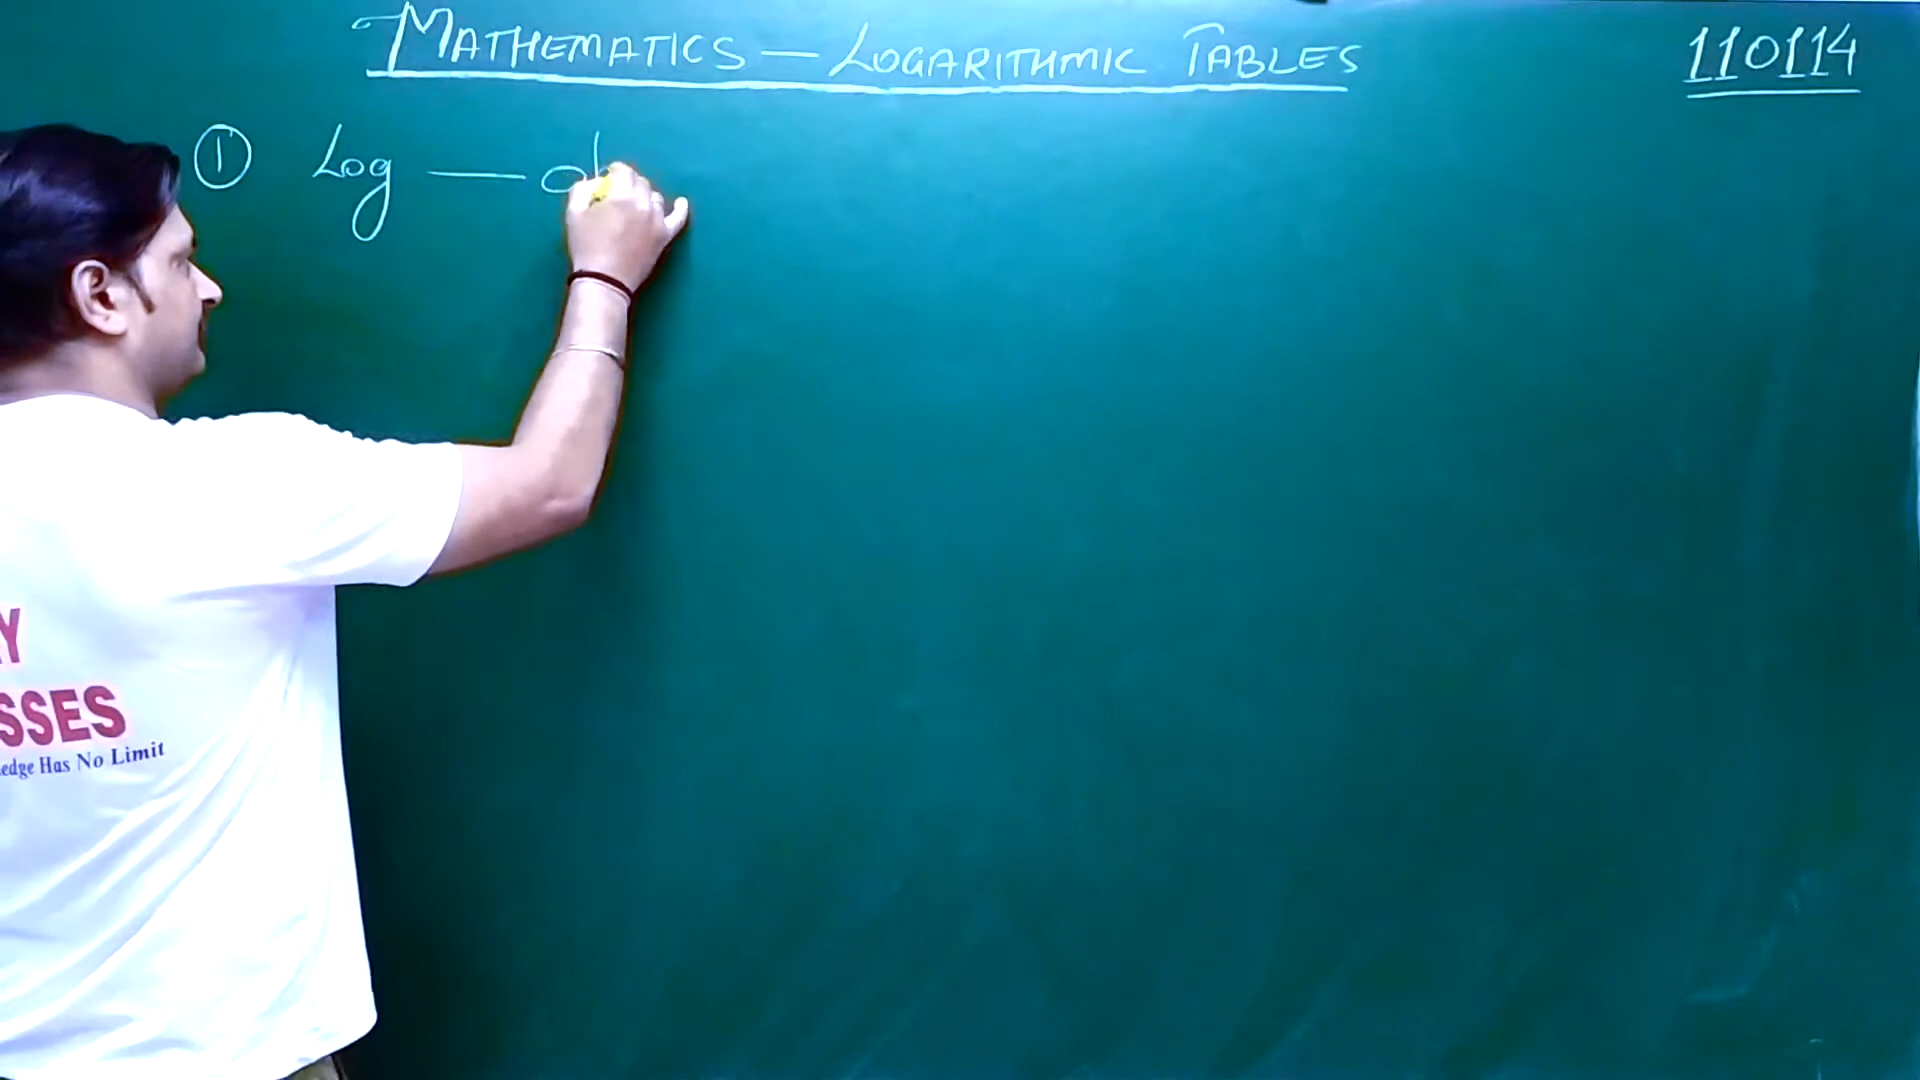 MATHEMATICS — LOGARITHMIC TABLES
110114
① Log —
Y
SSES
edge Has No Limit